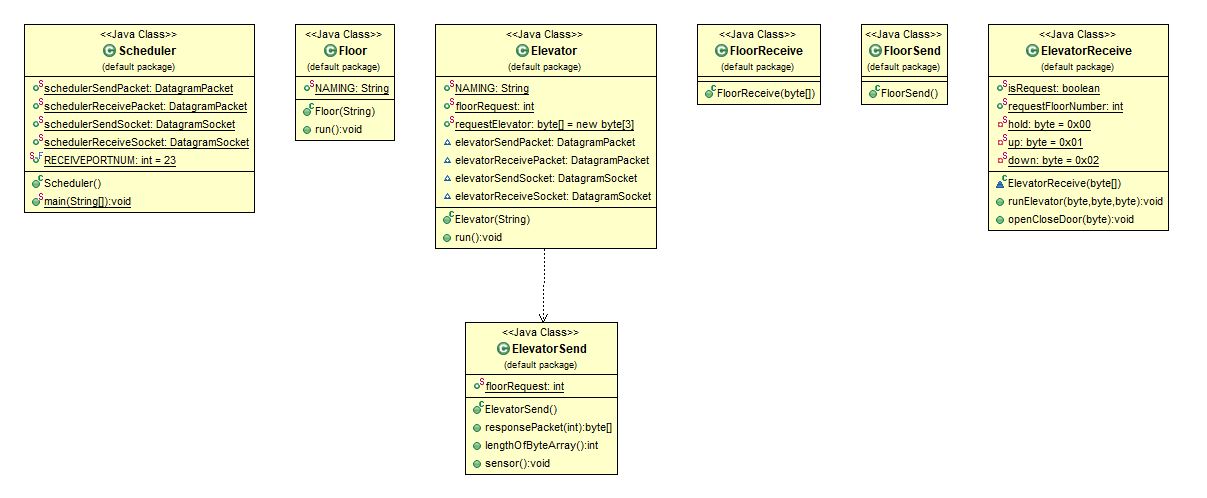 <<Java Class>>
Scheduler
(default package)
schedulerSendPacket: DatagramPacket
schedulerReceivePacket: DatagramPacket
schedulerSendSocket: DatagramSocket
schedulerReceiveSocket: DatagramSocket
RECEIVEPORTNUM: int = 23
Scheduler()
main(String[]):void
<<Java Class>>
Floor
(default package)
NAMING: String
Floor(String)
run():void
<<Java Class>>
Elevator
(default package)
NAMING: String
floorRequest: int
requestElevator: byte[] = new byte[3]
elevatorSendPacket: DatagramPacket
elevatorReceivePacket: DatagramPacket
elevatorSendSocket: DatagramSocket
elevatorReceiveSocket: DatagramSocket
Elevator(String)
run():void
<<Java Class>>
FloorReceive
(default package)
FloorReceive(byte[])
<<Java Class>>
FloorSend
(default package)
FloorSend()
<<Java Class>>
ElevatorReceive
(default package)
isRequest: boolean
requestFloorNumber: int
hold: byte = 0x00
up: byte = 0x01
down: byte = 0x02
ElevatorReceive(byte[])
runElevator(byte,byte,byte):void
openCloseDoor(byte):void
<<Java Class>>
ElevatorSend
(default package)
floorRequest: int
ElevatorSend()
responsePacket(int):byte[]
lengthOfByteArray():int
sensor():void